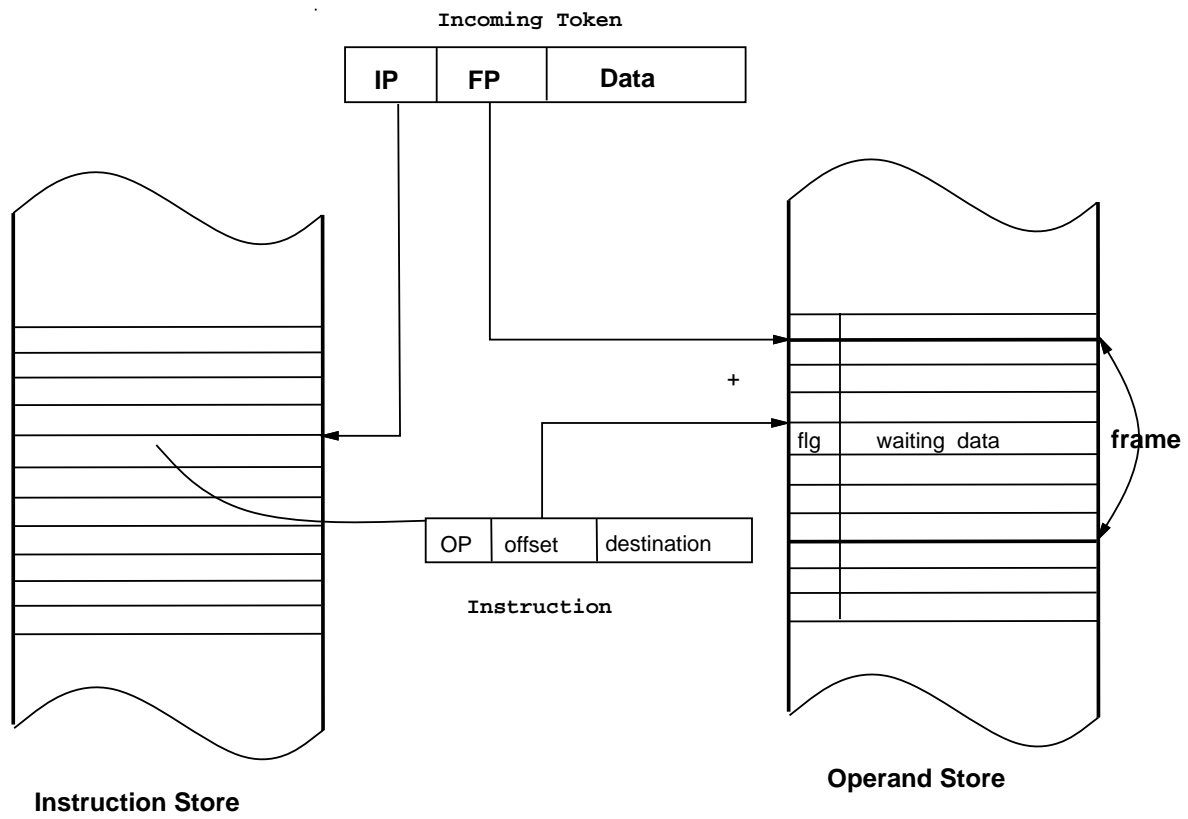 Incoming Token
IP FP Data
+
flg waiting data
frame
OP offset destination
Instruction
Operand Store
Instruction Store